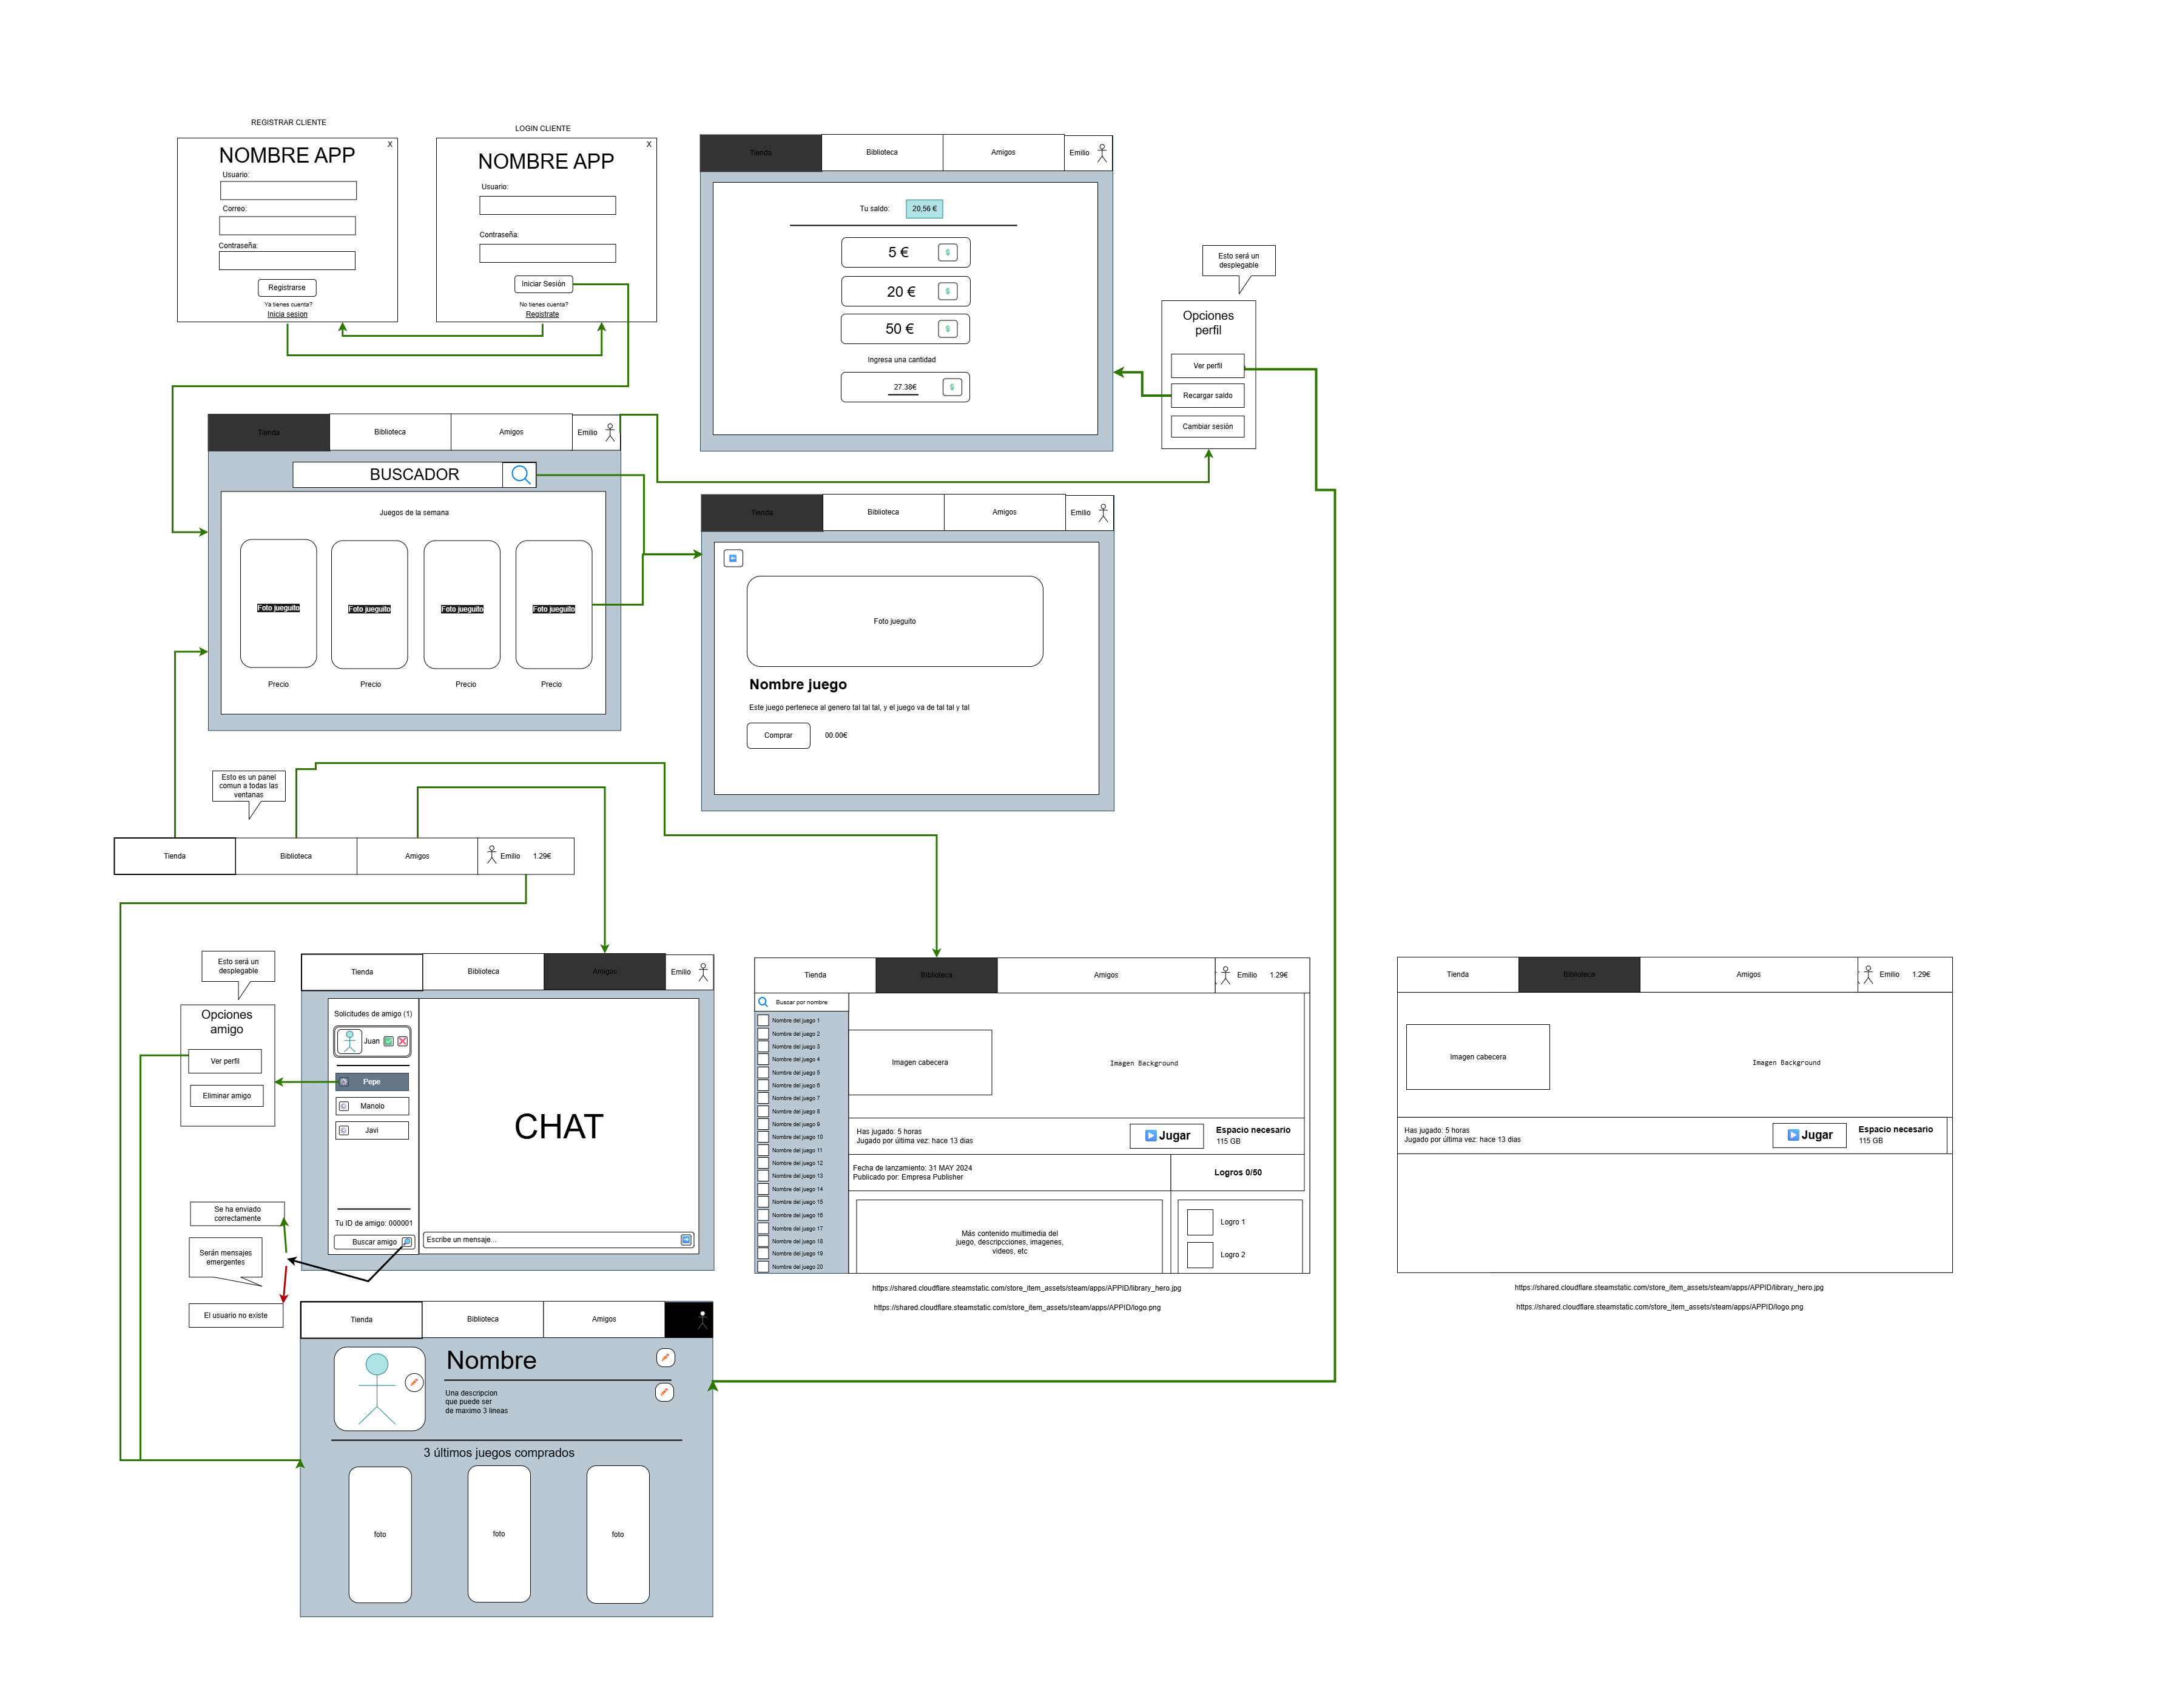 REGISTRAR CLIENTE
X
NOMBRE APP
Usuario:
Correo:
Contraseña:
Registrarse
Ya tienes cuenta?
Inicia sesion
LOGIN CLIENTE
X
NOMBRE APP
Usuario:
Contraseña:
Iniciar Sesión
No tienes cuenta?
Registrate
Tienda
Biblioteca
Amigos
Emilio
Tu saldo:
20,56 €
5 €
20 €
50 €
Ingresa una cantidad
27.38€
Esto será un
desplegable
Opciones
perfil
Ver perfil
Recargar saldo
Cambiar sesión
Tienda
Biblioteca
Amigos
Emilio
BUSCADOR
Juegos de la semana
Foto jueguito
Foto jueguito
Foto jueguito
Foto jueguito
Precio
Precio
Precio
Precio
Tienda
Biblioteca
Amigos
Emilio
Foto jueguito
Nombre juego
Este juego pertenece al genero tal tal tal, y el juego va de tal tal y tal
Comprar
00.00€
Esto es un panel
comun a todas las
ventanas
Tienda
Biblioteca
Amigos
Emilio
1.29€
Esto será un
desplegable
Opciones
amigo
Ver perfil
Eliminar amigo
Tienda
Biblioteca
Amigos
Emilio
Solicitudes de amigo (1)
Juan
Pepe
Manolo
Javi
Tu ID de amigo: 000001
Buscar amigo
CHAT
Escribe un mensaje...
Se ha enviado
correctamente
Serán mensajes
emergentes
El usuario no existe
Tienda
Biblioteca
Amigos
Emilio
1.29€
Buscar por nombre
Nombre del juego 1
Nombre del juego 2
Nombre del juego 3
Nombre del juego 4
Nombre del juego 5
Nombre del juego 6
Nombre del juego 7
Nombre del juego 8
Nombre del juego 9
Nombre del juego 10
Nombre del juego 11
Nombre del juego 12
Nombre del juego 13
Nombre del juego 14
Nombre del juego 15
Nombre del juego 16
Nombre del juego 17
Nombre del juego 18
Nombre del juego 19
Nombre del juego 20
Imagen cabecera
Imagen Background
Has jugado: 5 horas
Jugado por última vez: hace 13 dias
Jugar
Espacio necesario
115 GB
Fecha de lanzamiento: 31 MAY 2024
Publicado por: Empresa Publisher
Logros 0/50
Más contenido multimedia del
juego, descripcciones, imagenes,
videos, etc
Logro 1
Logro 2
https://shared.cloudflare.steamstatic.com/store_item_assets/steam/apps/APPID/library_hero.jpg
https://shared.cloudflare.steamstatic.com/store_item_assets/steam/apps/APPID/logo.png
Tienda
Biblioteca
Amigos
Emilio
1.29€
Imagen cabecera
Imagen Background
Has jugado: 5 horas
Jugado por última vez: hace 13 dias
Jugar
Espacio necesario
115 GB
https://shared.cloudflare.steamstatic.com/store_item_assets/steam/apps/APPID/library_hero.jpg
https://shared.cloudflare.steamstatic.com/store_item_assets/steam/apps/APPID/logo.png
Tienda
Biblioteca
Amigos
Nombre
Una descripcion
que puede ser
de maximo 3 lineas
3 últimos juegos comprados
foto
foto
foto